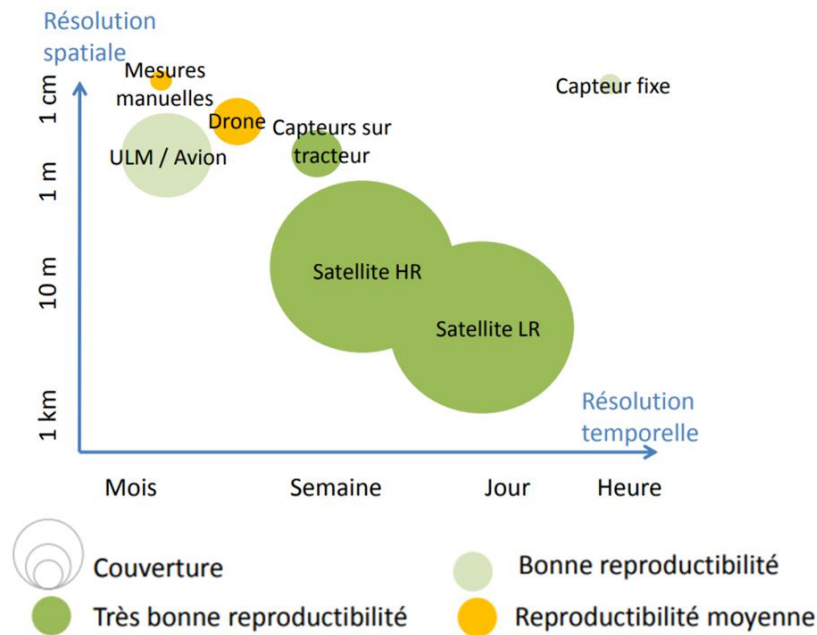 Résolution
spatiale
Mesures
manuelles
Capteur fixe
Drone
Capteurs sur
tracteur
ULM / Avion
1 cm
1 m
10 m
1 km
Satellite HR
Satellite LR
Résolution
temporelle
Mois
Semaine
Jour
Heure
Couverture
Bonne reproductibilité
Très bonne reproductibilité
Reproductibilité moyenne